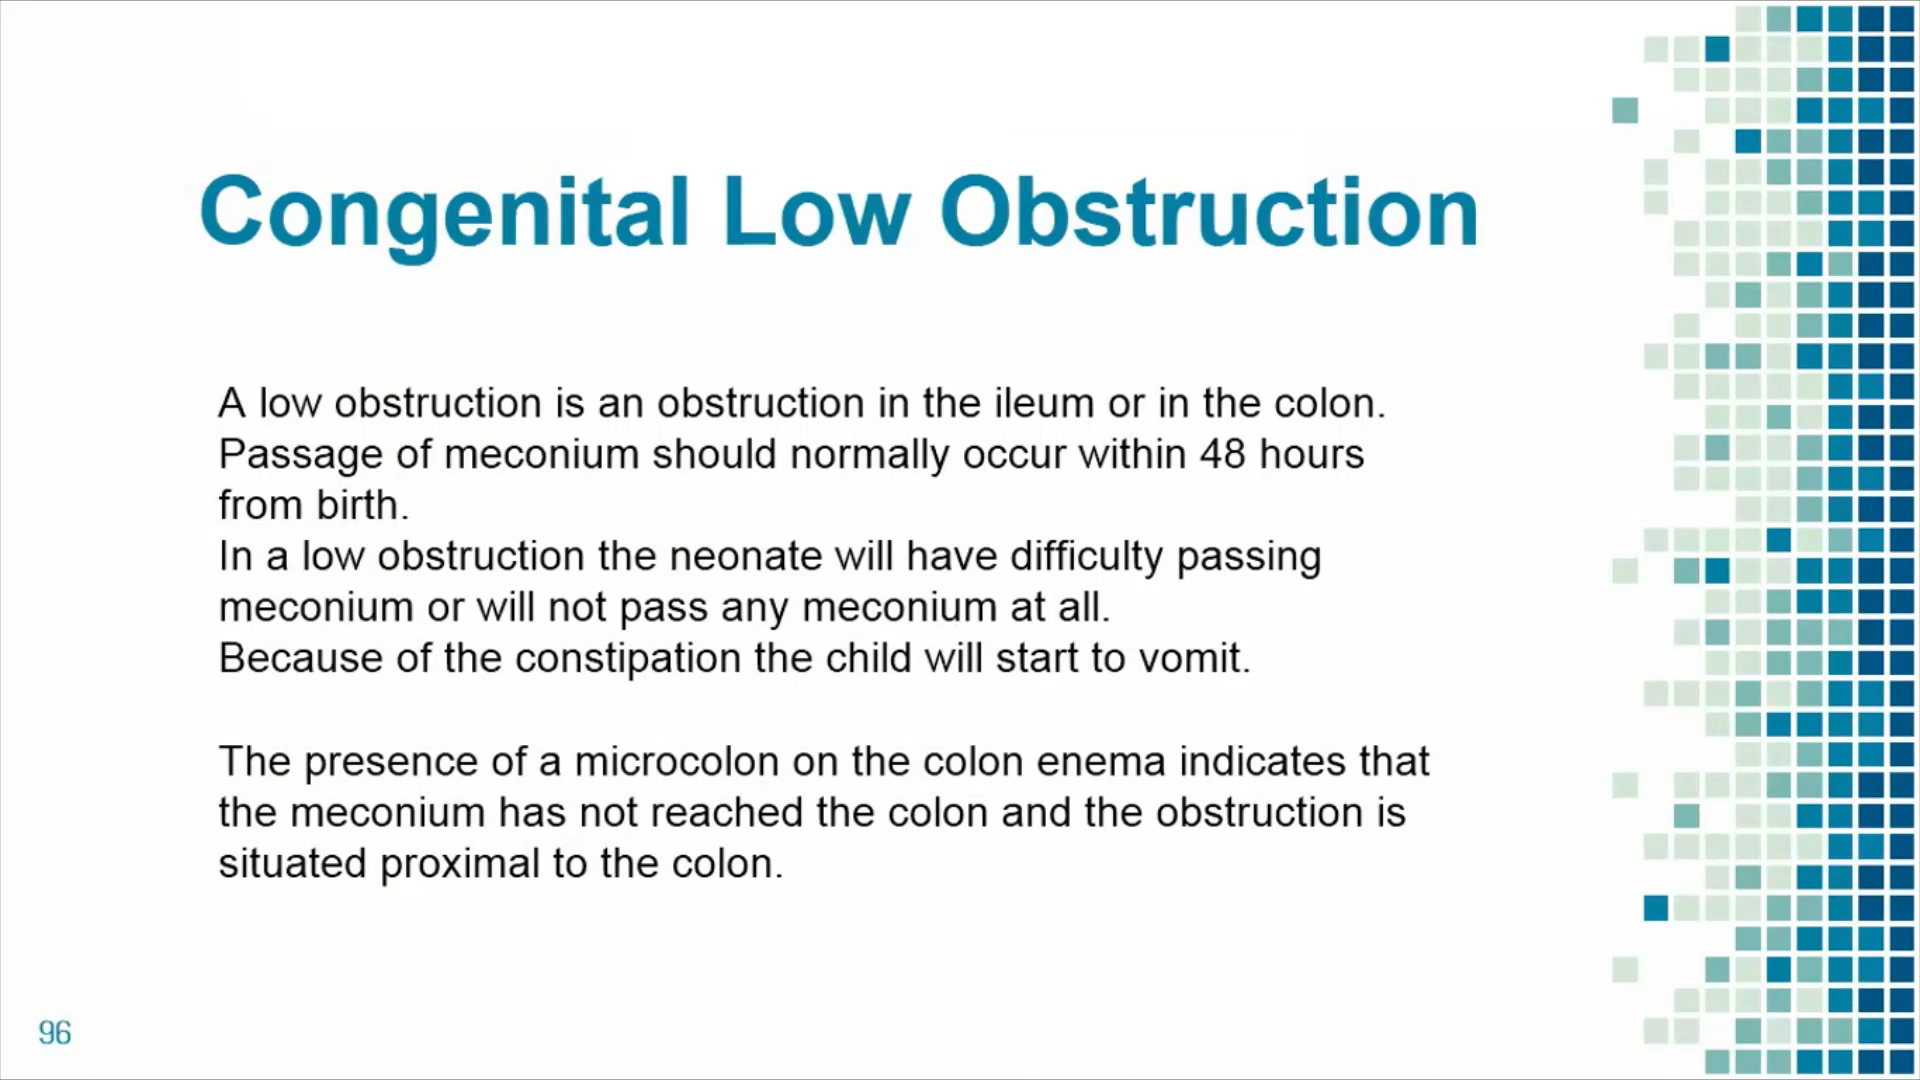 Congenital Low Obstruction
A low obstruction is an obstruction in the ileum or in the colon.
Passage of meconium should normally occur within 48 hours
from birth.
In a low obstruction the neonate will have difficulty passing
meconium or will not pass any meconium at all.
Because of the constipation the child will start to vomit.
The presence of a microcolon on the colon enema indicates that
the meconium has not reached the colon and the obstruction is
situated proximal to the colon.
96